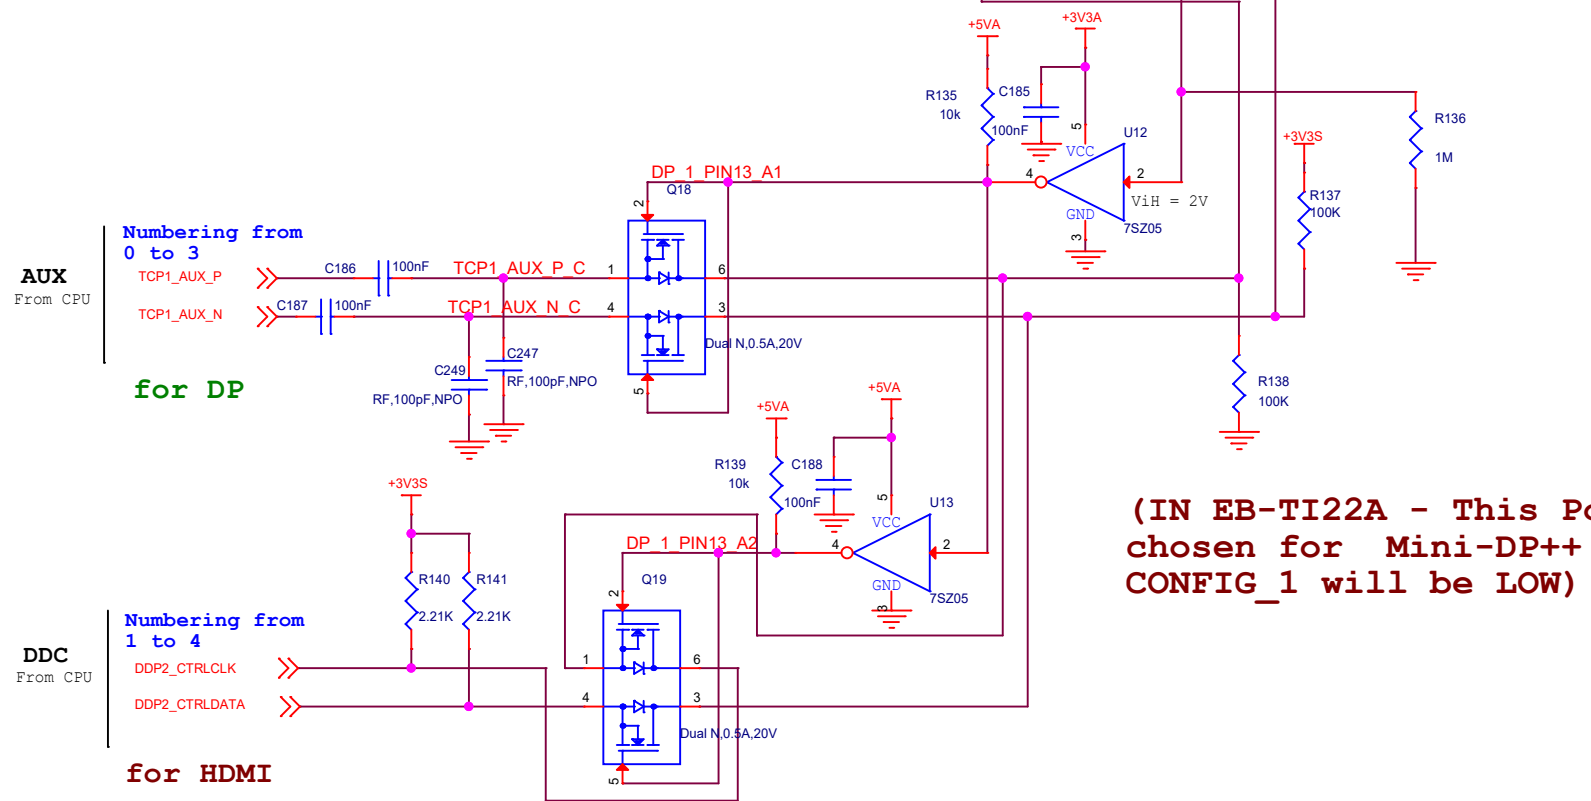 +5VA
+3V3A
R135
10k
C185
100nF
5
U12
VCC
4
2
ViH = 2V
GND
3
7SZ05
R136
1M
+3V3S
R137
100K
DP_1_PIN13_A1
Q18
2
Numbering from
0 to 3
AUX
From CPU
TCP1_AUX_P
C186
100nF
TCP1_AUX_P_C
1
6
TCP1_AUX_N
C187
100nF
TCP1_AUX_N_C
4
3
Dual N,0.5A,20V
5
C247
RF,100pF,NPO
C249
RF,100pF,NPO
for DP
R138
100K
+5VA
+5VA
R139
10k
C188
100nF
5
U13
VCC
4
2
GND
3
7SZ05
+3V3S
DP_1_PIN13_A2
Q19
2
R140
2.21K
R141
2.21K
(IN EB-TI22A - This Po
chosen for Mini-DP++
CONFIG_1 will be LOW)
Numbering from
1 to 4
DDC
From CPU
DDP2_CTRLCLK
1
6
DDP2_CTRLDATA
4
3
Dual N,0.5A,20V
5
for HDMI